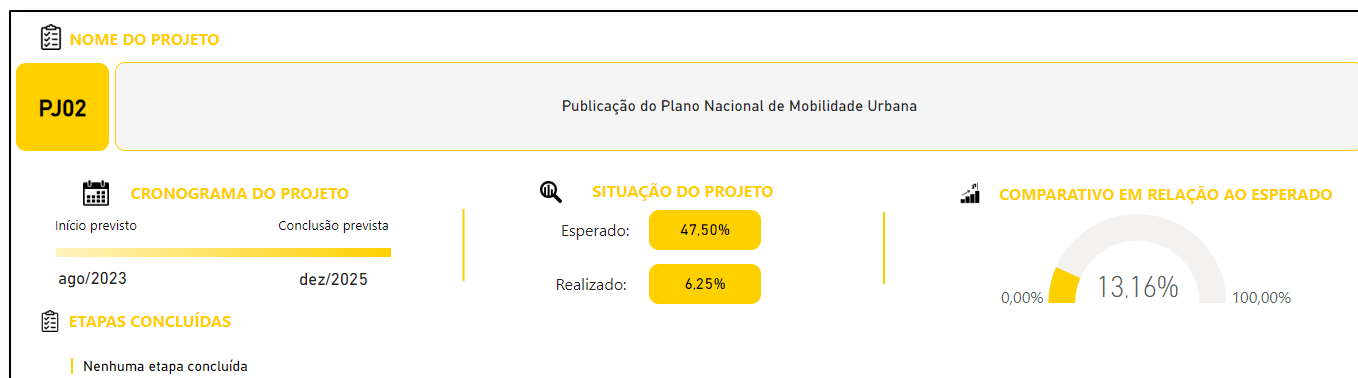 NOME DO PROJETO
PJ02
Publicação do Plano Nacional de Mobilidade Urbana
CRONOGRAMA DO PROJETO
Início previsto
Conclusão prevista
ago/2023
dez/2025
SITUAÇÃO DO PROJETO
Esperado:
47,50%
Realizado:
6,25%
COMPARATIVO EM RELAÇÃO AO ESPERADO
13,16%
0,00%
100,00%
ETAPAS CONCLUÍDAS
Nenhuma etapa concluída